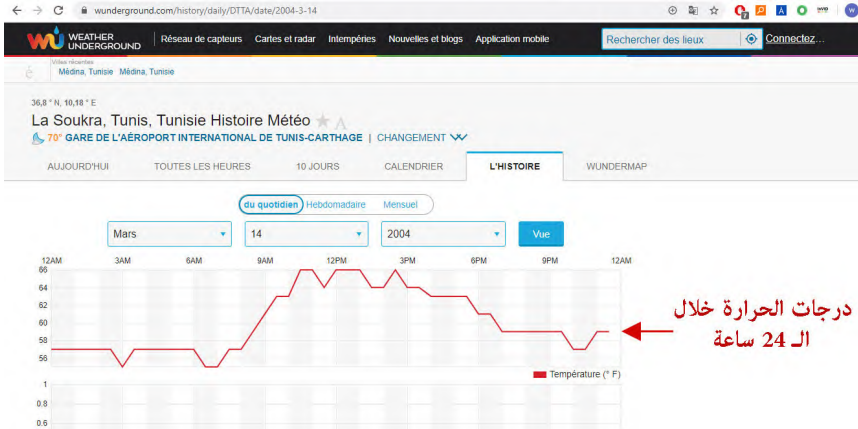 wunderground.com/history/daily/DTTA/date/2004-3-14
WEATHER UNDERGROUND
Réseau de capteurs Cartes et radar Intempéries Nouvelles et blogs Application mobile Rechercher des lieux Connectez...
Villes récentes
Mèdina, Tunisie Mèdina, Tunisie
36,8 ° N, 10,18 ° E
La Soukra, Tunis, Tunisie Histoire Météo
70° GARE DE L'AÉROPORT INTERNATIONAL DE TUNIS-CARTHAGE | CHANGEMENT
AUJOURD'HUI TOUTES LES HEURES 10 JOURS CALENDRIER L'HISTOIRE WUNDERMAP
du quotidien Hebdomadaire Mensuel
Mars 14 2004 Vue
12AM 3AM 6AM 9AM 12PM 3PM 6PM 9PM 12AM
66
64
62
60
58
56
درجات الحرارة خلال
الـ 24 ساعة
Température (° F)
1
0.8
0.6